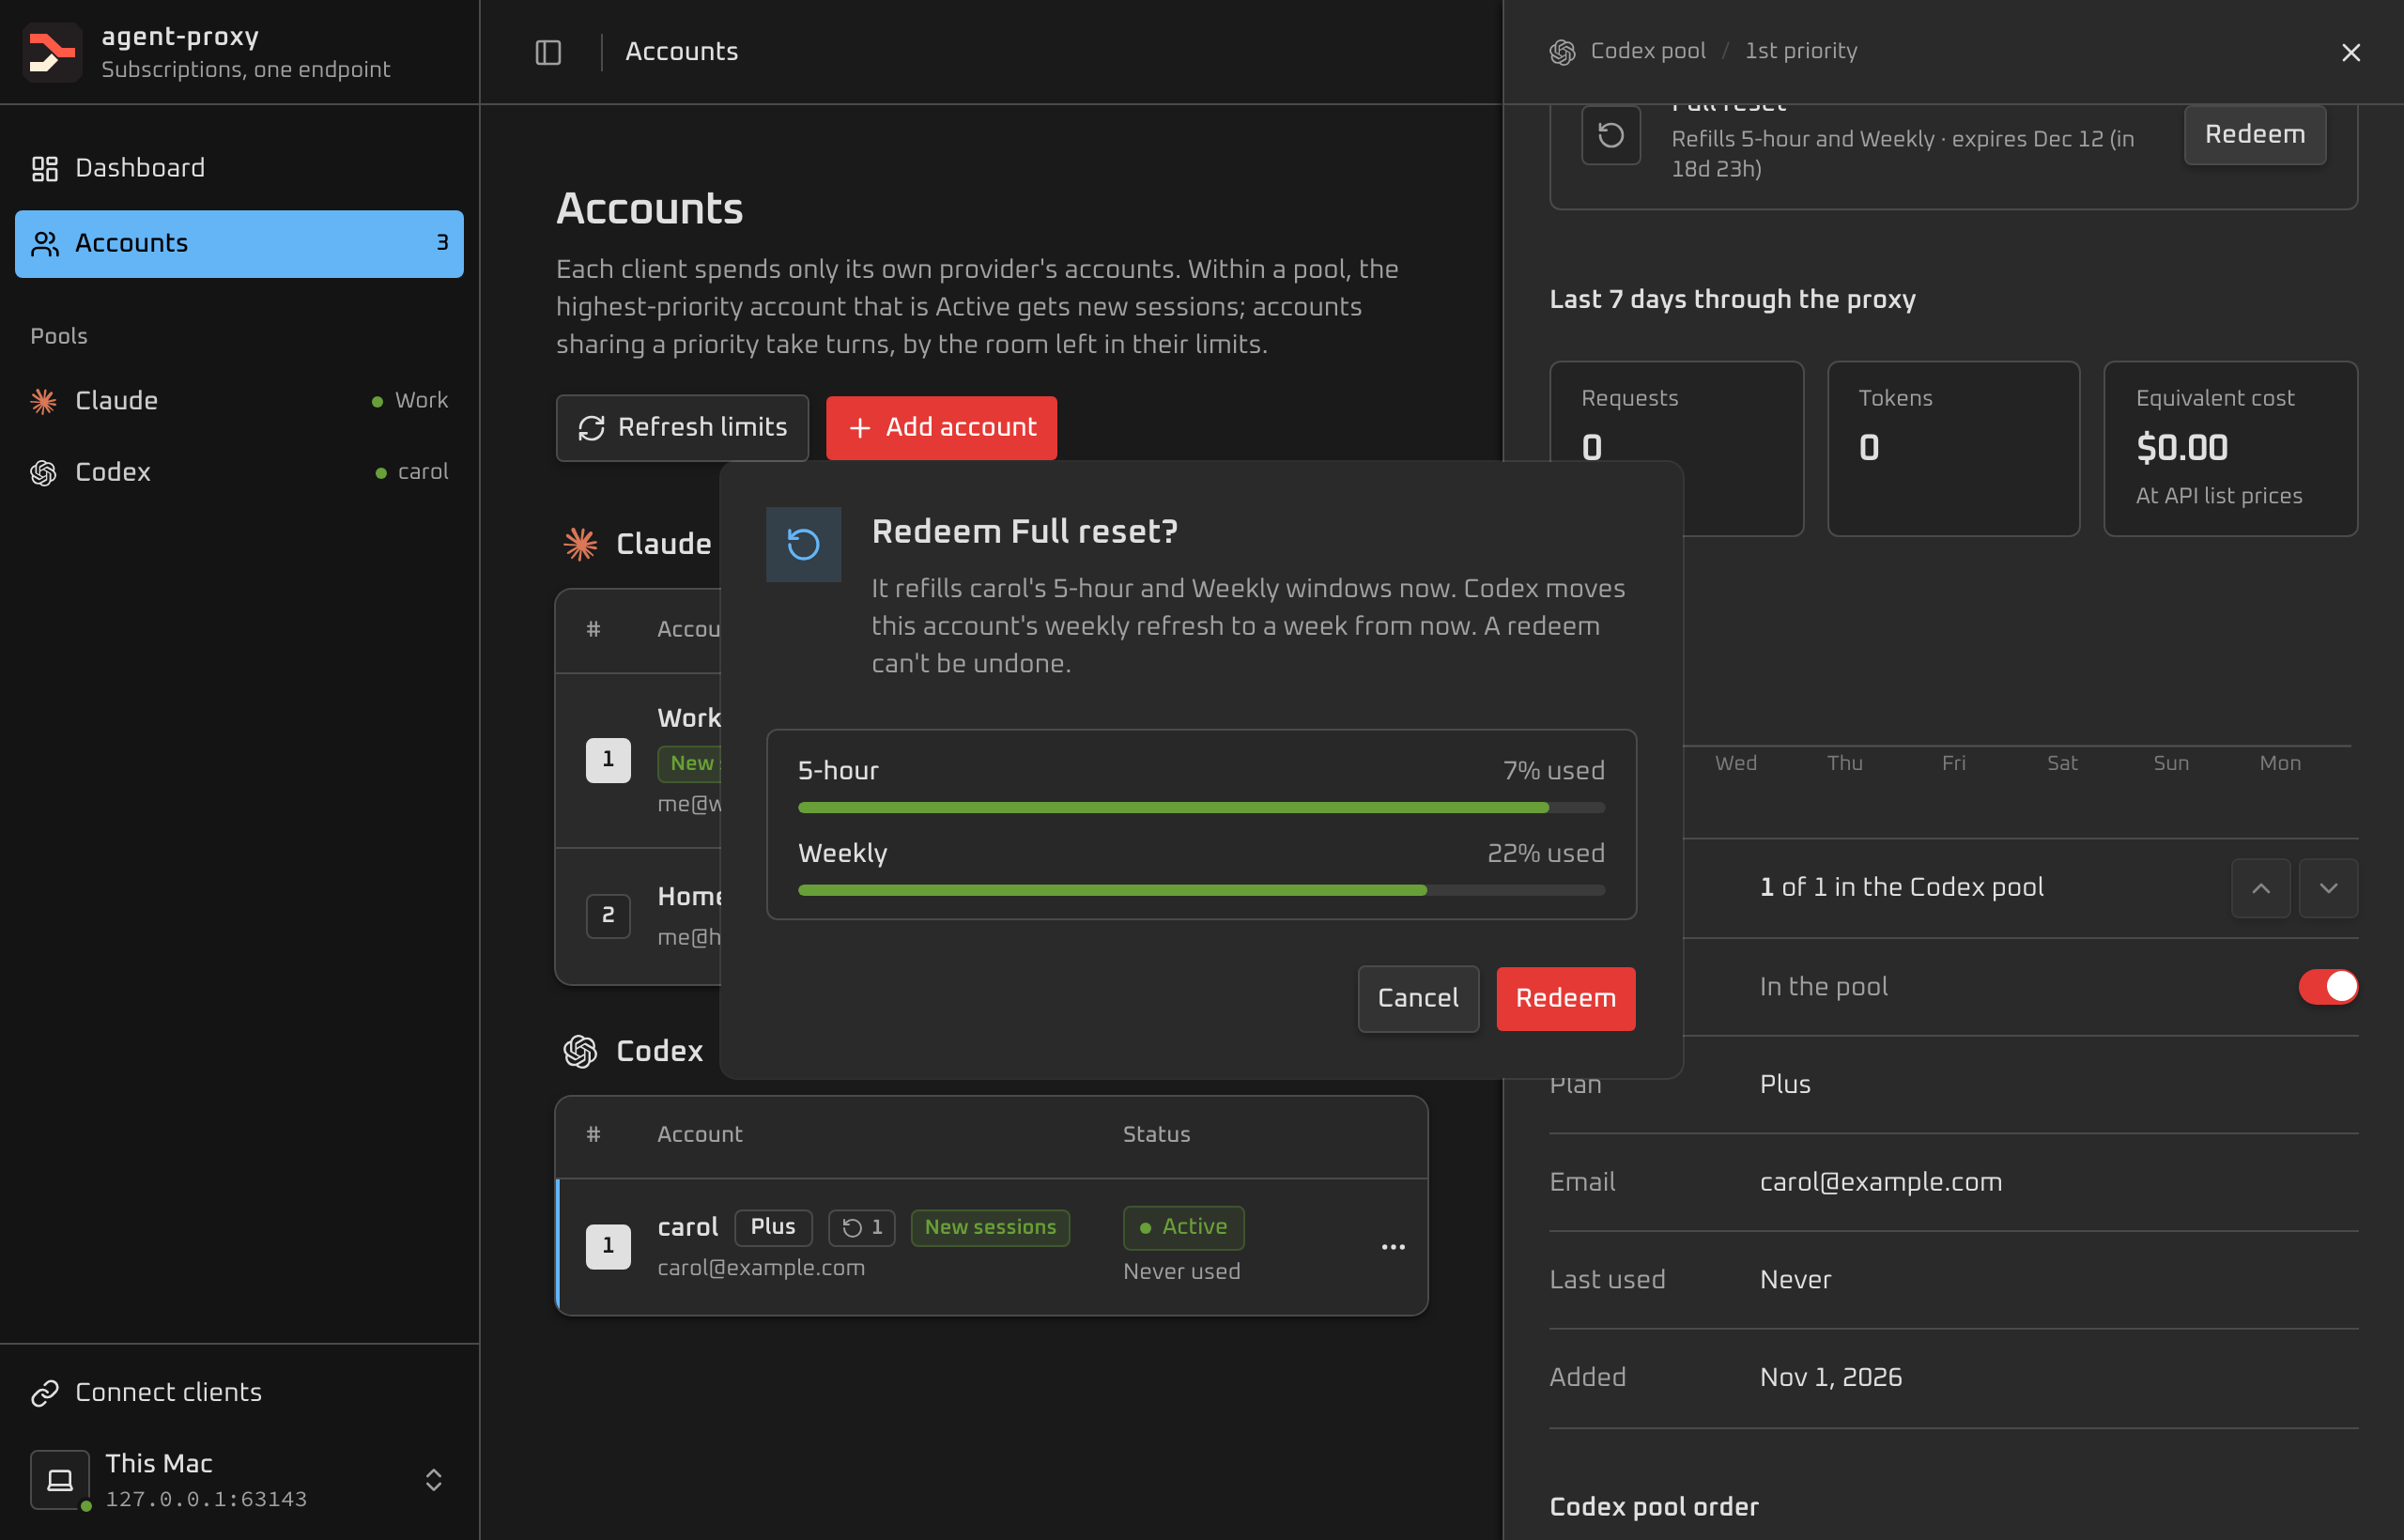 agent-proxy
Subscriptions, one endpoint
Dashboard
Accounts 3
Pools
Claude Work
Codex carol
Connect clients
This Mac
127.0.0.1:63143
Accounts
Accounts
Each client spends only its own provider's accounts. Within a pool, the
highest-priority account that is Active gets new sessions; accounts
sharing a priority take turns, by the room left in their limits.
Refresh limits
Add account
Claude
# Accou
1 Work
New
me@w
2 Home
me@h
Codex
# Account Status
1 carol Plus 1 New sessions Active
carol@example.com Never used
Redeem Full reset?
It refills carol's 5-hour and Weekly windows now. Codex moves
this account's weekly refresh to a week from now. A redeem
can't be undone.
5-hour 7% used
Weekly 22% used
Cancel Redeem
Codex pool / 1st priority
Full reset
Refills 5-hour and Weekly · expires Dec 12 (in
18d 23h)
Redeem
Last 7 days through the proxy
Requests
0
Tokens
0
Equivalent cost
$0.00
At API list prices
Wed Thu Fri Sat Sun Mon
1 of 1 in the Codex pool
In the pool
Plan Plus
Email carol@example.com
Last used Never
Added Nov 1, 2026
Codex pool order